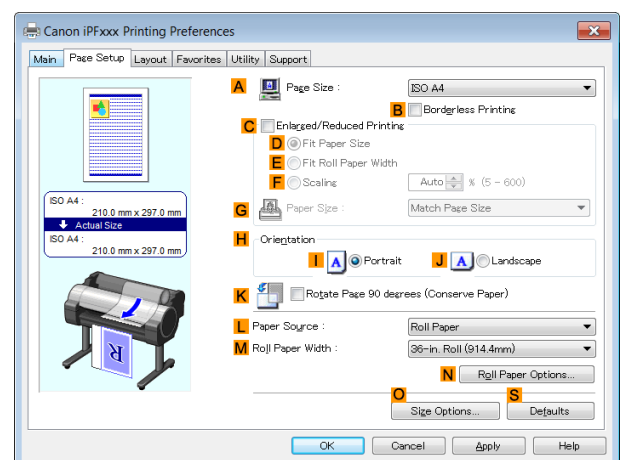 Canon iPFxxx Printing Preferences
Main Page Setup Layout Favorites Utility Support
A Page Size : ISO A4
B Borderless Printing
C Enlarged/Reduced Printing
D Fit Paper Size
E Fit Roll Paper Width
F Scaling Auto % (5 - 600)
ISO A4 :
210.0 mm x 297.0 mm
Actual Size
ISO A4 :
210.0 mm x 297.0 mm
G Paper Size : Match Page Size
H Orientation
I A Portrait J A Landscape
K Rotate Page 90 degrees (Conserve Paper)
R
L Paper Source : Roll Paper
M Roll Paper Width : 36-in. Roll (914.4mm)
N Roll Paper Options...
O S
Size Options... Defaults
OK Cancel Apply Help